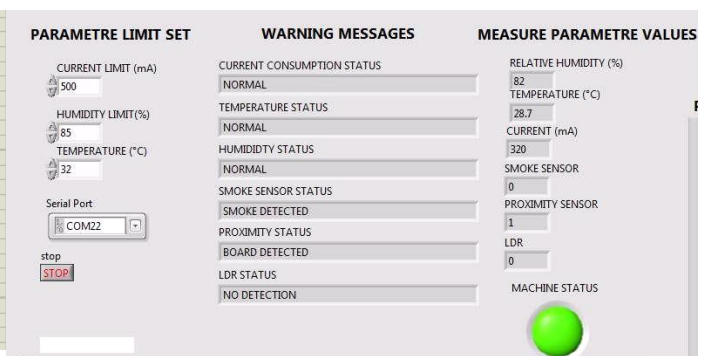 PARAMETRE LIMIT SET
CURRENT LIMIT (mA)
500
HUMIDITY LIMIT(%)
85
TEMPERATURE (°C)
32
Serial Port
COM22
stop
STOP
WARNING MESSAGES
CURRENT CONSUMPTION STATUS
NORMAL
TEMPERATURE STATUS
NORMAL
HUMIDIDTY STATUS
NORMAL
SMOKE SENSOR STATUS
SMOKE DETECTED
PROXIMITY STATUS
BOARD DETECTED
LDR STATUS
NO DETECTION
MEASURE PARAMETRE VALUES
RELATIVE HUMIDITY (%)
82
TEMPERATURE (°C)
28.7
CURRENT (mA)
320
SMOKE SENSOR
0
PROXIMITY SENSOR
1
LDR
0
MACHINE STATUS